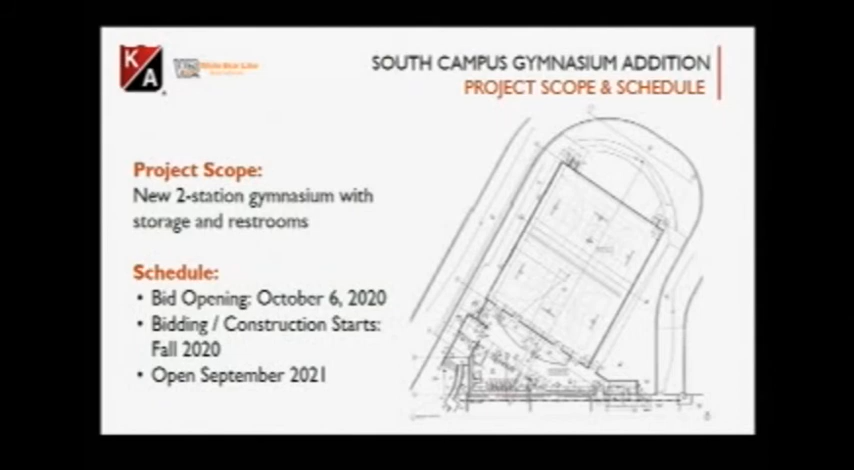 K
A
SOUTH CAMPUS GYMNASIUM ADDITION
PROJECT SCOPE & SCHEDULE
Project Scope:
New 2-station gymnasium with
storage and restrooms
Schedule:
• Bid Opening: October 6, 2020
• Bidding / Construction Starts:
Fall 2020
• Open September 2021